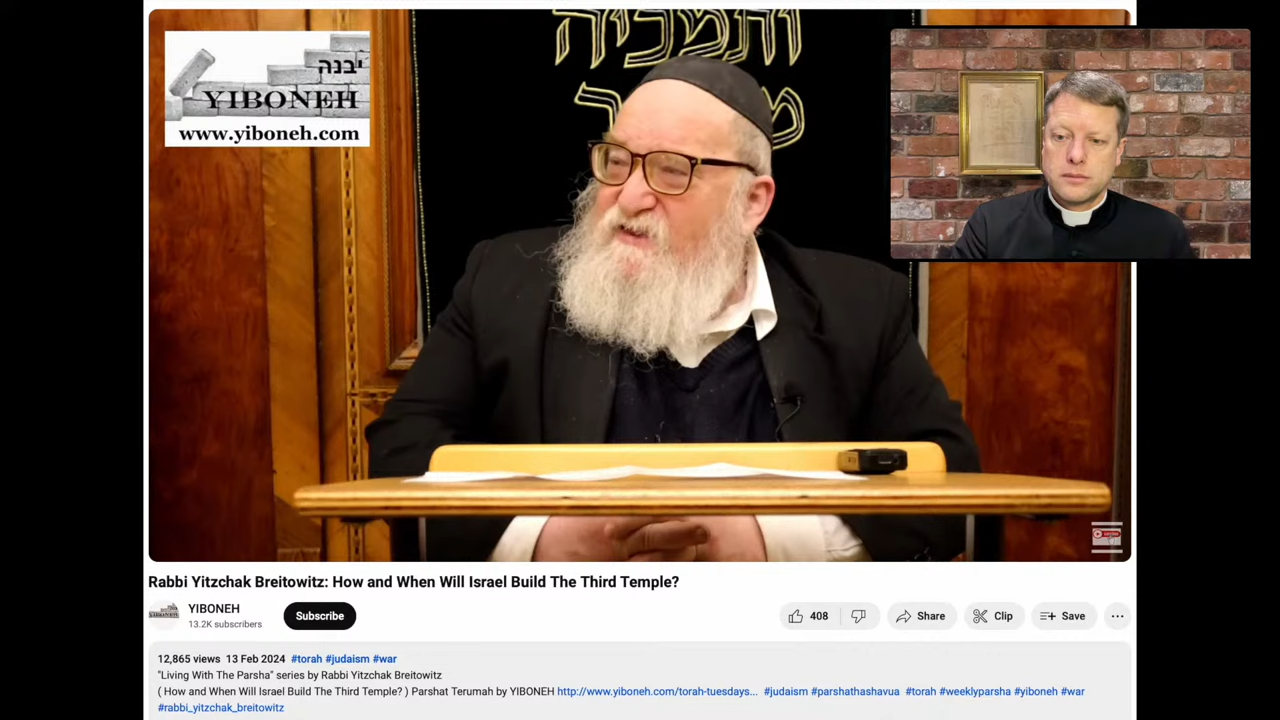 ותמכיה
יבנה
YIBONEH
www.yiboneh.com
Rabbi Yitzchak Breitowitz: How and When Will Israel Build The Third Temple?
YIBONEH
13.2K subscribers
Subscribe
408
Share
Clip
Save
12,865 views 13 Feb 2024 #torah #judaism #war
"Living With The Parsha" series by Rabbi Yitzchak Breitowitz
( How and When Will Israel Build The Third Temple? ) Parshat Terumah by YIBONEH http://www.yiboneh.com/torah-tuesdays... #judaism #parshathashavua #torah #weeklyparsha #yiboneh #war
#rabbi_yitzchak_breitowitz